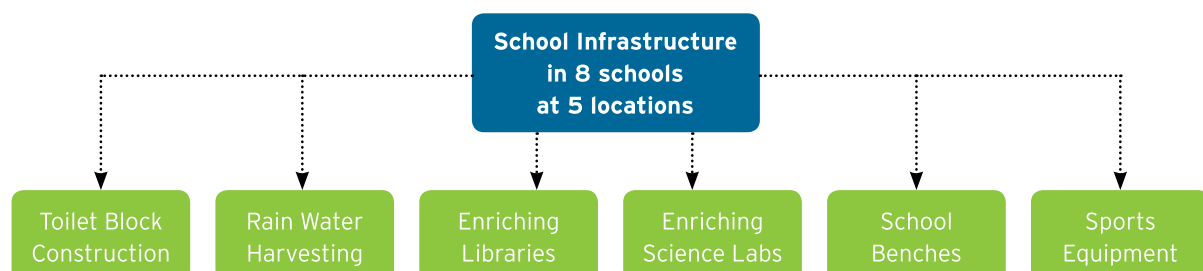 School Infrastructure
in 8 schools
at 5 locations
Toilet Block
Construction
Rain Water
Harvesting
Enriching
Libraries
Enriching
Science Labs
School
Benches
Sports
Equipment